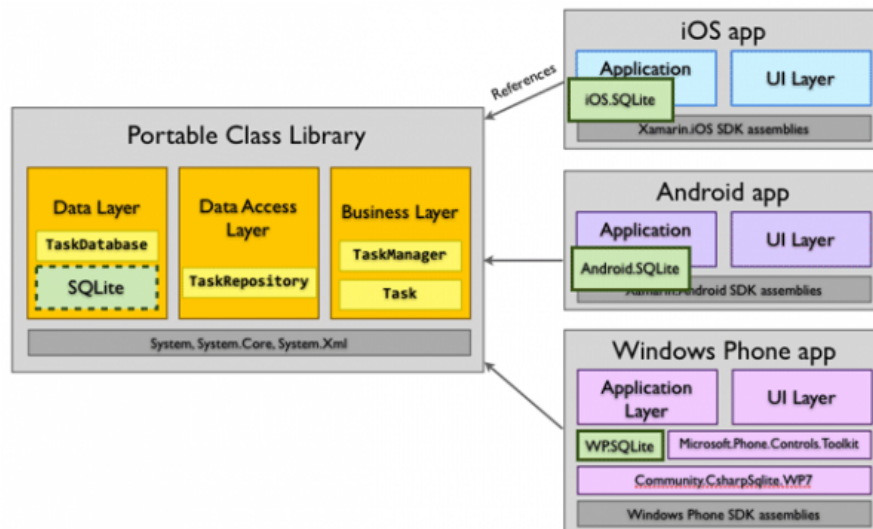 iOS app
Application
UI Layer
iOS.SQLite
Xamarin.iOS SDK assemblies
References
Portable Class Library
Data Layer
TaskDatabase
SQLite
Data Access
Layer
TaskRepository
Business Layer
TaskManager
Task
System, System.Core, System.Xml
Android app
Application
UI Layer
Android.SQLite
Xamarin.Android SDK assemblies
Windows Phone app
Application
Layer
UI Layer
WP.SQLite
Microsoft.Phone.Controls.Toolkit
Community.CsharpSqlite.WP7
Windows Phone SDK assemblies